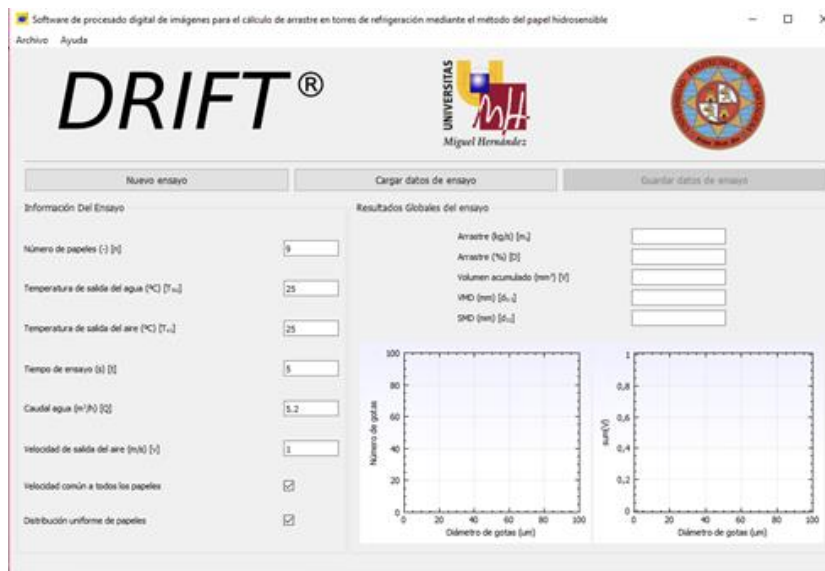 Software de procesado digital de imágenes para el cálculo de arrastre en torres de refrigeración mediante el método del papel hidrosensible
Archivo Ayuda
DRIFT®
UNIVERSITAS
Miguel Hernández
Nuevo ensayo
Cargar datos de ensayo
Guardar datos de ensayo
Información Del Ensayo
Número de papeles (-) [n]
9
Temperatura de salida del agua (ºC)
25
Temperatura de salida del aire (ºC)
25
Tiempo de ensayo (s) [t]
5
Caudal agua (m³/h) [Q]
5.2
Velocidad de salida del aire (m/s) [v]
1
Velocidad común a todos los papeles
Distribución uniforme de papeles
Resultados Globales del ensayo
Arrastre (kg/s)
Arrastre (%) [D]
Volumen acumulado (mm³) [V]
VMD (mm)
SMD (mm)
Número de gotas
100
80
60
40
20
0
0 20 40 60 80 100
Diámetro de gotas (um)
sum(V)
1
0,8
0,6
0,4
0,2
0
0 20 40 60 80 100
Diámetro de gotas (um)